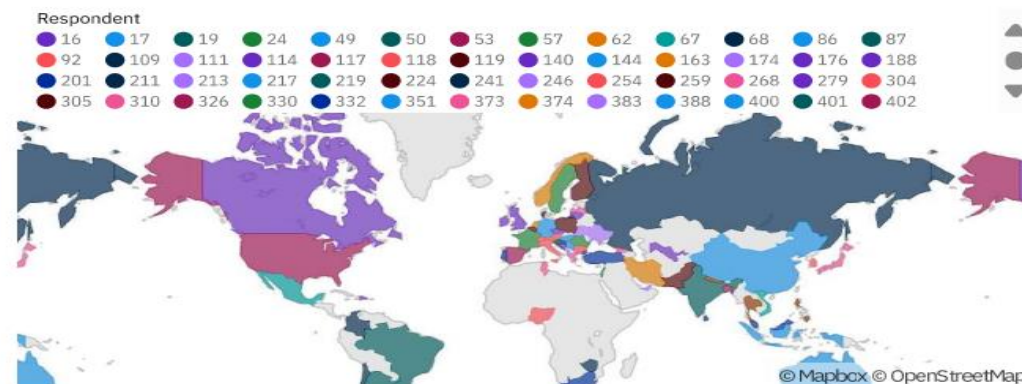 Respondent
16 17 19 24 49 50 53 57 62 67 68 86 87
92 109 111 114 117 118 119 140 144 163 174 176 188
201 211 213 217 219 224 241 246 254 259 268 279 304
305 310 326 330 332 351 373 374 383 388 400 401 402
© Mapbox © OpenStreetMap